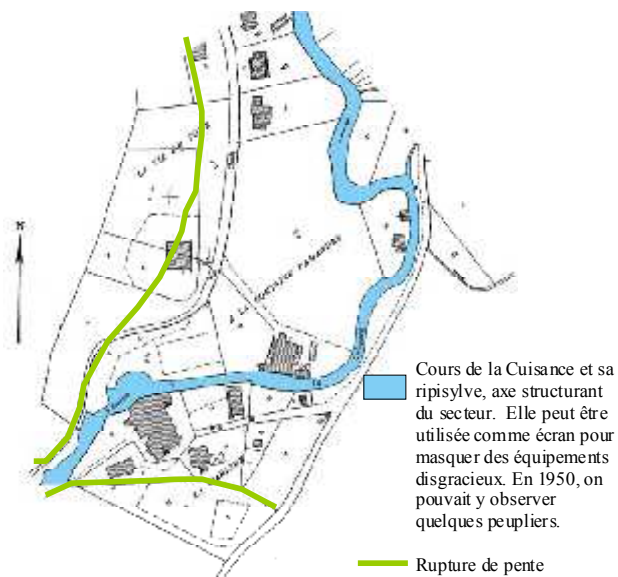 N
Cours de la Cuisance et sa
ripisylve, axe structurant
du secteur. Elle peut être
utilisée comme écran pour
masquer des équipements
disgracieux. En 1950, on
pouvait y observer
quelques peupliers.
Rupture de pente